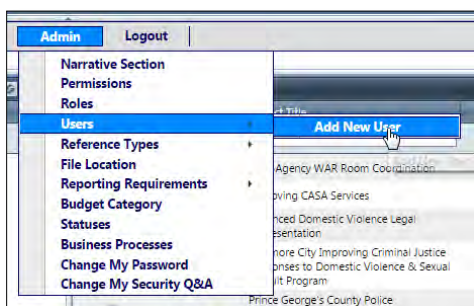 Admin Logout
Narrative Section
Permissions
Roles
Users
Add New User
Reference Types
File Location
Agency WAR Room Coordination
Reporting Requirements
oving CASA Services
Budget Category
nced Domestic Violence Legal
Statuses
esentation
Business Processes
more City Improving Criminal Justice
Change My Password
onses to Domestic Violence & Sexual
Change My Security Q&A
ult Program
Prince George's County Police